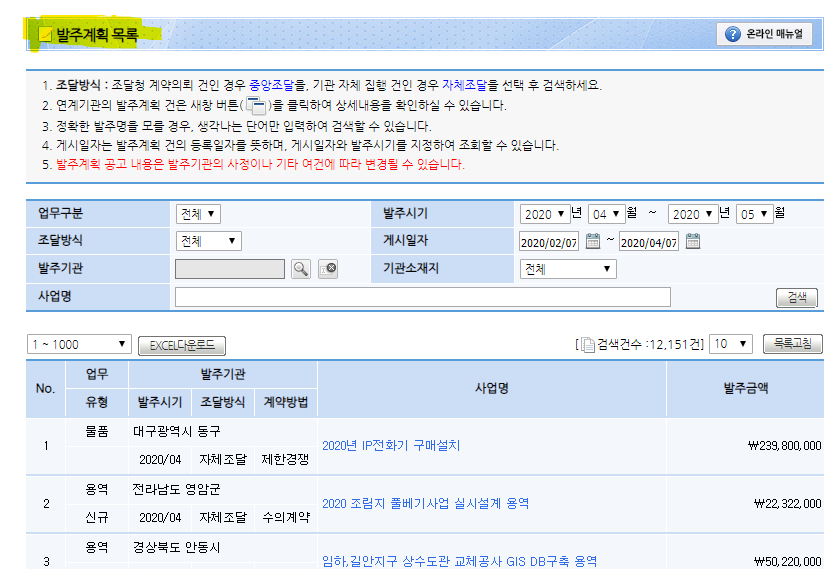 발주계획 목록
온라인 매뉴얼
1. 조달방식 : 조달청 계약의뢰 건인 경우 중앙조달을, 기관 자체 집행 건인 경우 자체조달을 선택 후 검색하세요.
2. 연계기관의 발주계획 건은 새창 버튼( )을 클릭하여 상세내용을 확인하실 수 있습니다.
3. 정확한 발주명을 모를 경우, 생각나는 단어만 입력하여 검색할 수 있습니다.
4. 게시일자는 발주계획 건의 등록일자를 뜻하며, 게시일자와 발주시기를 지정하여 조회할 수 있습니다.
5. 발주계획 공고 내용은 발주기관의 사정이나 기타 여건에 따라 변경될 수 있습니다.
업무구분 전체 발주시기 2020 년 04 월 ~ 2020 년 05 월
조달방식 전체 게시일자 2020/02/07 ~ 2020/04/07
발주기관 기관소재지 전체
사업명 검색
1 ~ 1000 EXCEL다운로드 [검색건수 :12,151건] 10 목록고침
No. 업무 발주기관 사업명 발주금액
유형 발주시기 조달방식 계약방법
물품 대구광역시 동구
1 2020년 IP전화기 구매설치 ₩239,800,000
2020/04 자체조달 제한경쟁
용역 전라남도 영암군
2 2020 조림지 풀베기사업 실시설계 용역 ₩22,322,000
신규 2020/04 자체조달 수의계약
용역 경상북도 안동시
3 임하,길안지구 상수도관 교체공사 GIS DB구축 용역 ₩50,220,000